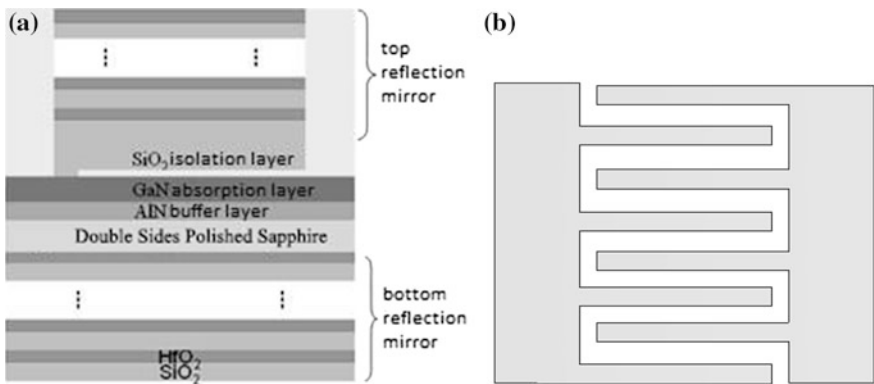 (a)
top
reflection
mirror
SiO2 isolation layer
GaN absorption layer
AlN buffer layer
Double Sides Polished Sapphire
bottom
reflection
mirror
HfO2
SiO2
(b)